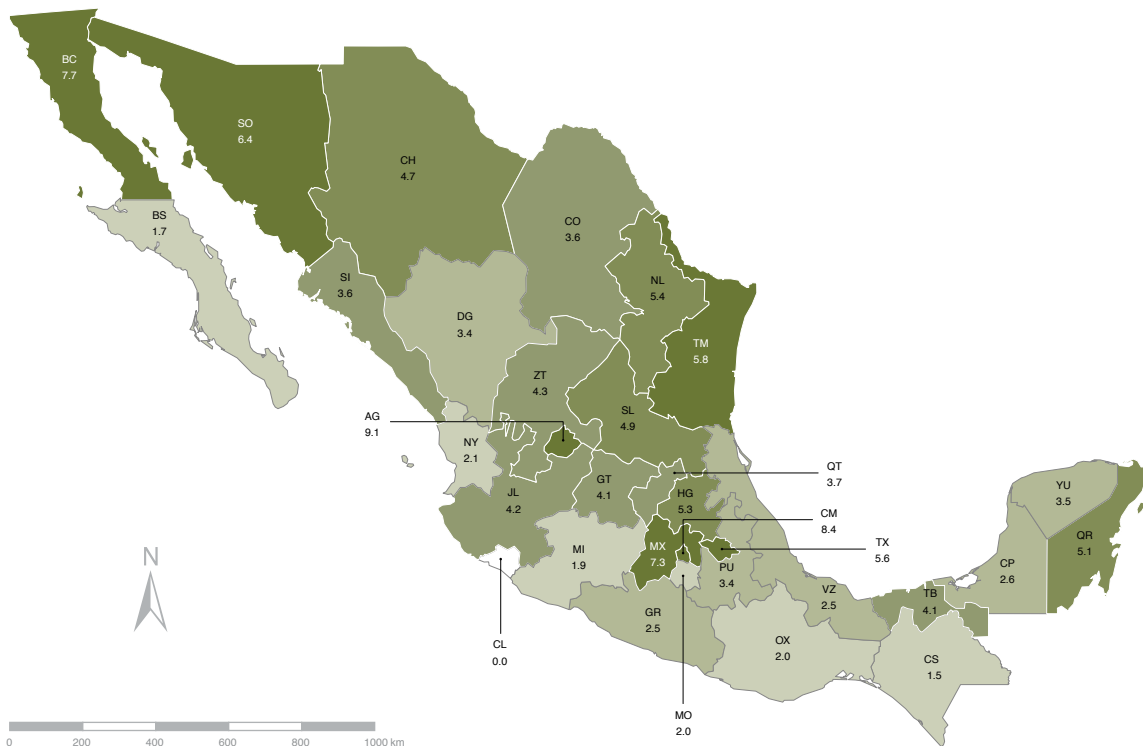 BC
7.7
SO
6.4
CH
4.7
BS
1.7
CO
3.6
SI
3.6
NL
5.4
DG
3.4
TM
5.8
ZT
4.3
AG
9.1
SL
4.9
NY
2.1
QT
3.7
GT
4.1
JL
4.2
HG
5.3
CM
8.4
YU
3.5
QR
5.1
MX
7.3
TX
5.6
MI
1.9
PU
3.4
CP
2.6
VZ
2.5
TB
4.1
GR
2.5
OX
2.0
CS
1.5
CL
0.0
MO
2.0
N
0 200 400 600 800 1000 km